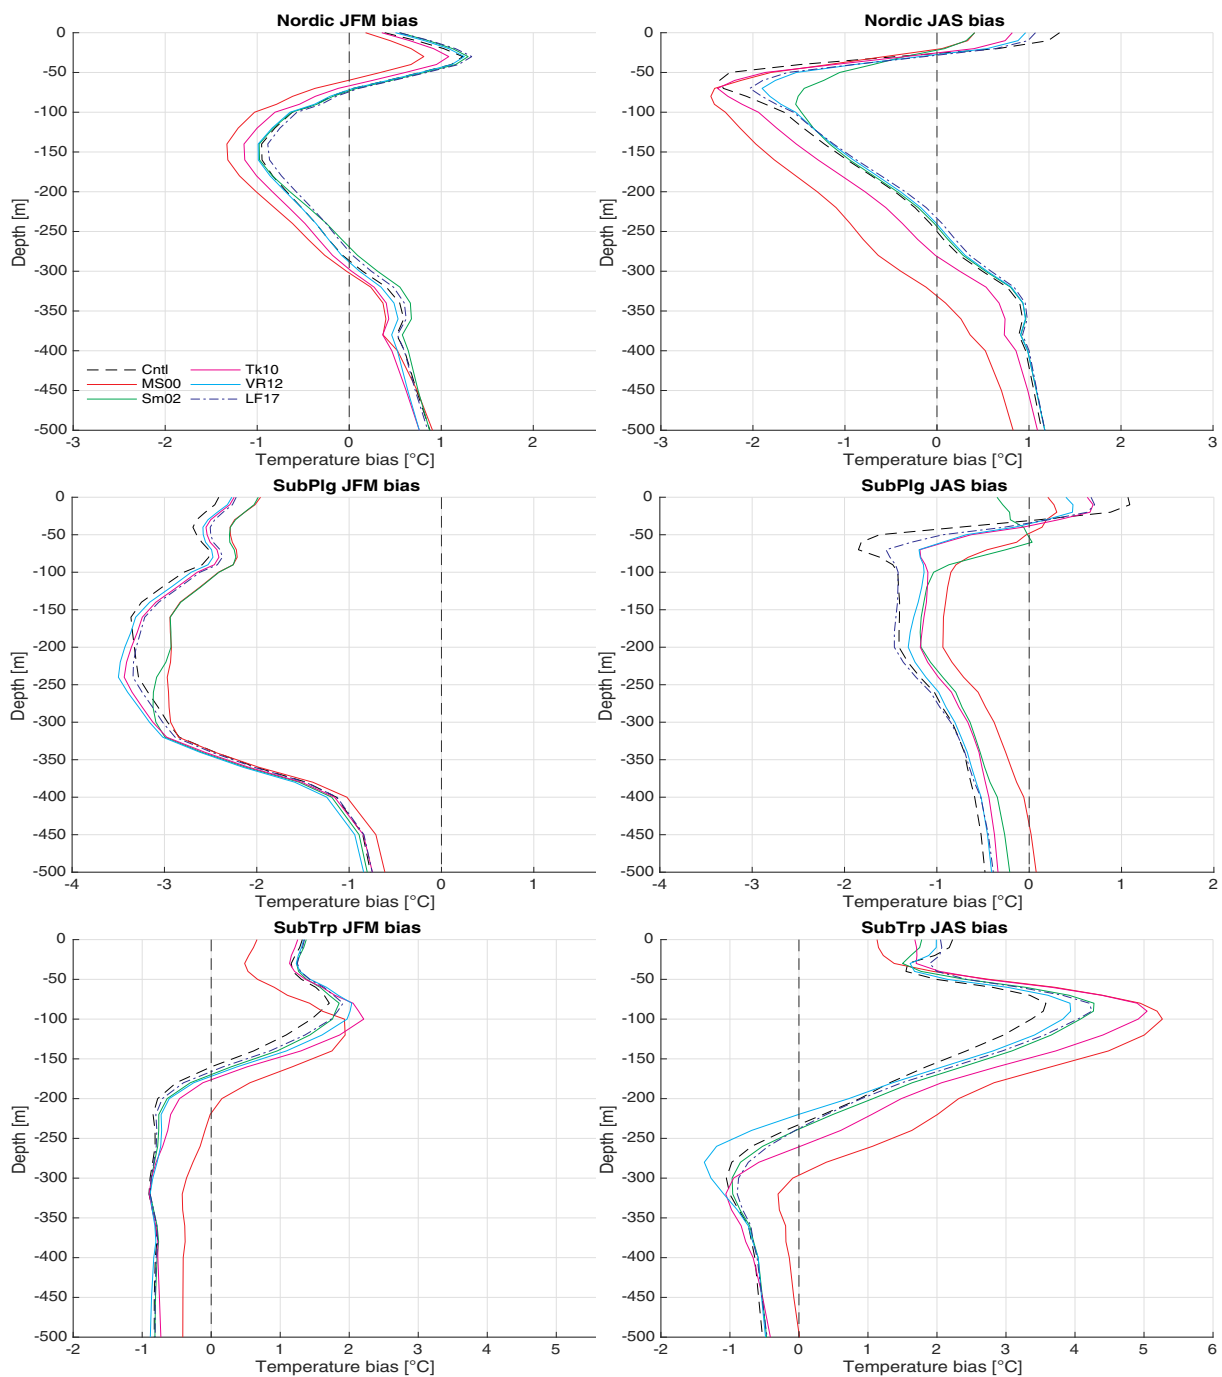 Nordic JFM bias
0
-50
-100
-150
-200
-250
-300
-350
-400
-450
-500
Depth [m]
Cntl
MS00
Sm02
Tk10
VR12
LF17
-3 -2 -1 0 1 2
Temperature bias [°C]
Nordic JAS bias
0
-50
-100
-150
-200
-250
-300
-350
-400
-450
-500
Depth [m]
-3 -2 -1 0 1 2 3
Temperature bias [°C]
SubPlg JFM bias
0
-50
-100
-150
-200
-250
-300
-350
-400
-450
-500
Depth [m]
-4 -3 -2 -1 0 1
Temperature bias [°C]
SubPlg JAS bias
0
-50
-100
-150
-200
-250
-300
-350
-400
-450
-500
Depth [m]
-4 -3 -2 -1 0 1 2
Temperature bias [°C]
SubTrp JFM bias
0
-50
-100
-150
-200
-250
-300
-350
-400
-450
-500
Depth [m]
-2 -1 0 1 2 3 4 5
Temperature bias [°C]
SubTrp JAS bias
0
-50
-100
-150
-200
-250
-300
-350
-400
-450
-500
Depth [m]
-2 -1 0 1 2 3 4 5 6
Temperature bias [°C]